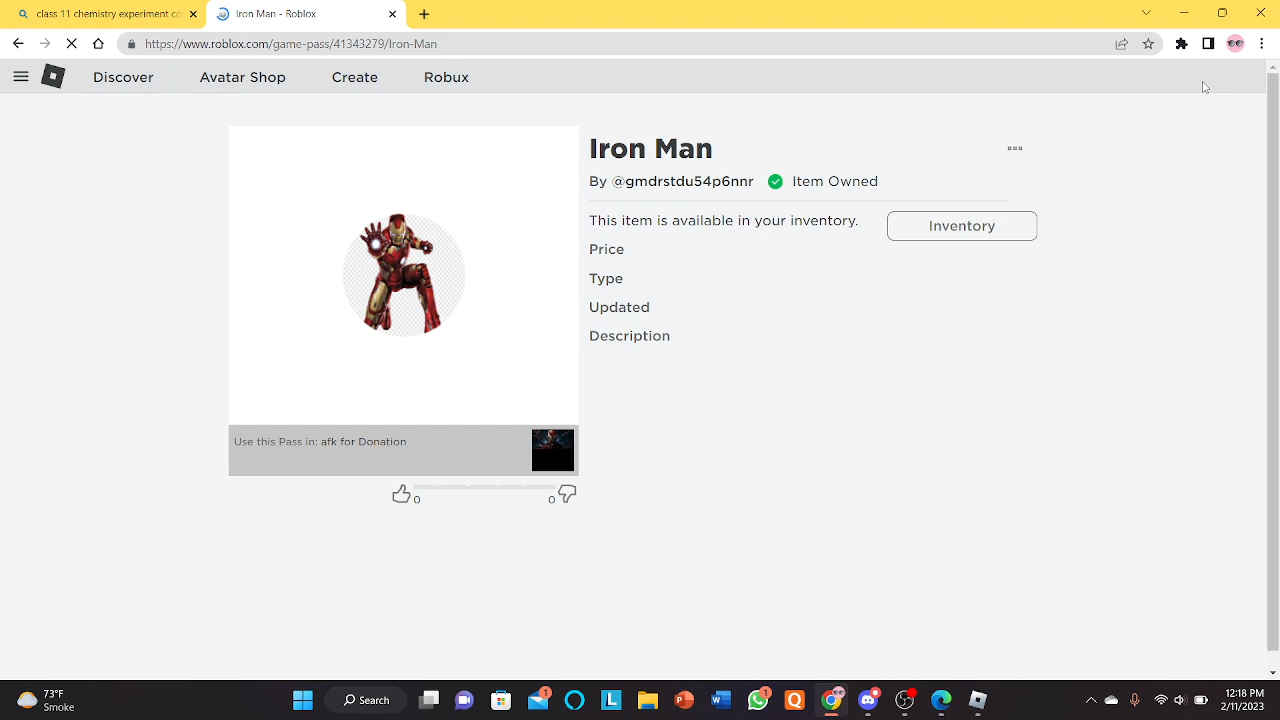 class 11 chymistry experiment co
Iron Man - Roblox
https://www.roblox.com/game-pass/41343279/Iron-Man
Discover
Avatar Shop
Create
Robux
Iron Man
By @gmdrstdu54p6nnr Item Owned
This item is available in your inventory.
Inventory
Price
Type
Updated
Description
Use this Pass in: afk for Donation
0
0
73°F
Smoke
Search
1
1
12:18 PM
2/11/2023